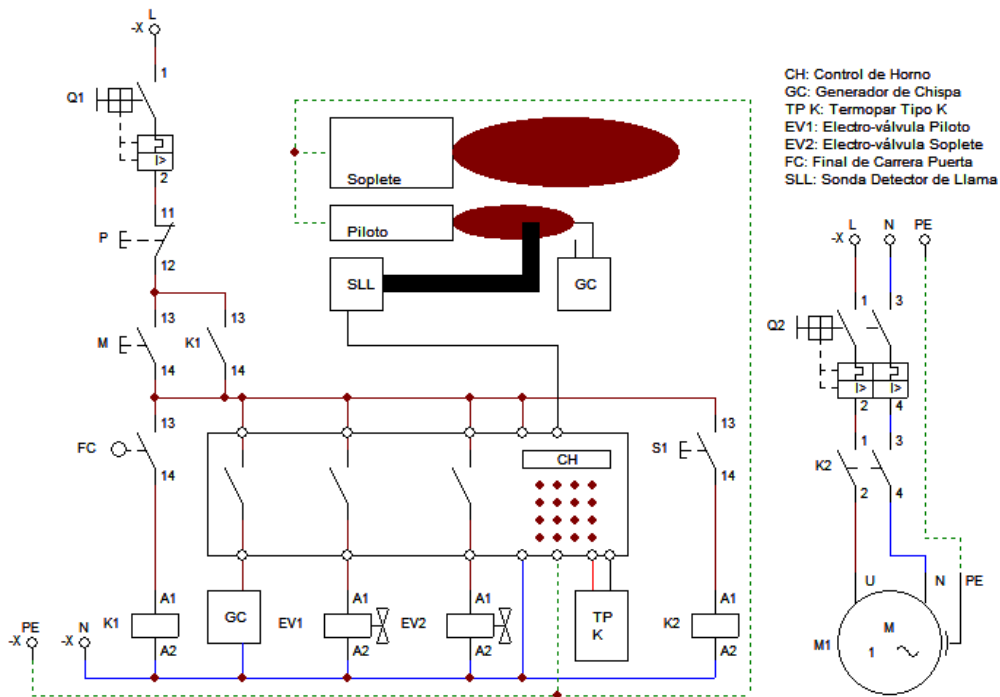 L
-X
1
Q1
I>
2
11
P
12
13
M
14
13
K1
14
13
FC
14
Soplete
Piloto
SLL
GC
CH
13
S1
14
A1
K1
A2
GC
A1
EV1
A2
A1
EV2
A2
TP
K
A1
K2
A2
PE
-X
N
-X
CH: Control de Horno
GC: Generador de Chispa
TP K: Termopar Tipo K
EV1: Electro-válvula Piloto
EV2: Electro-válvula Soplete
FC: Final de Carrera Puerta
SLL: Sonda Detector de Llama
L N PE
-X
1 3
Q2
I> I>
2 4
1 3
K2
2 4
U N PE
M1
M
1